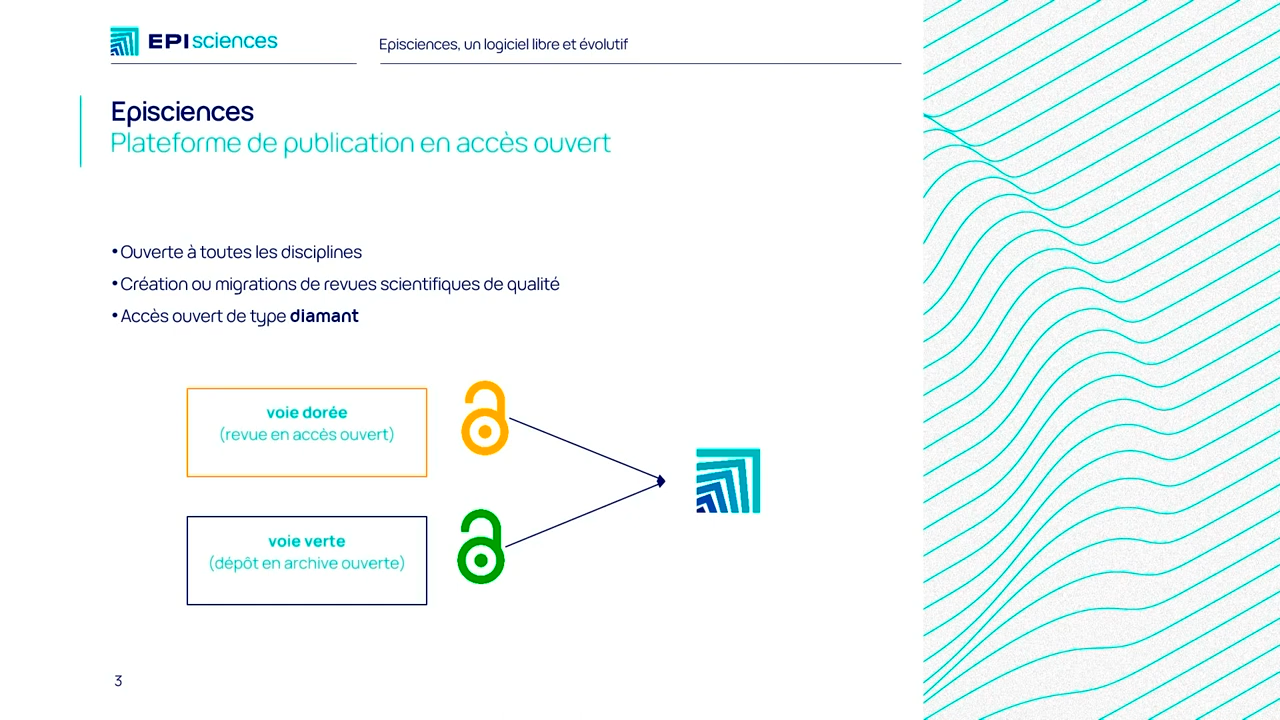 EPIsciences
Episciences, un logiciel libre et évolutif
Episciences
Plateforme de publication en accès ouvert
•Ouverte à toutes les disciplines
•Création ou migrations de revues scientifiques de qualité
•Accès ouvert de type diamant
voie dorée
(revue en accès ouvert)
voie verte
(dépôt en archive ouverte)
3